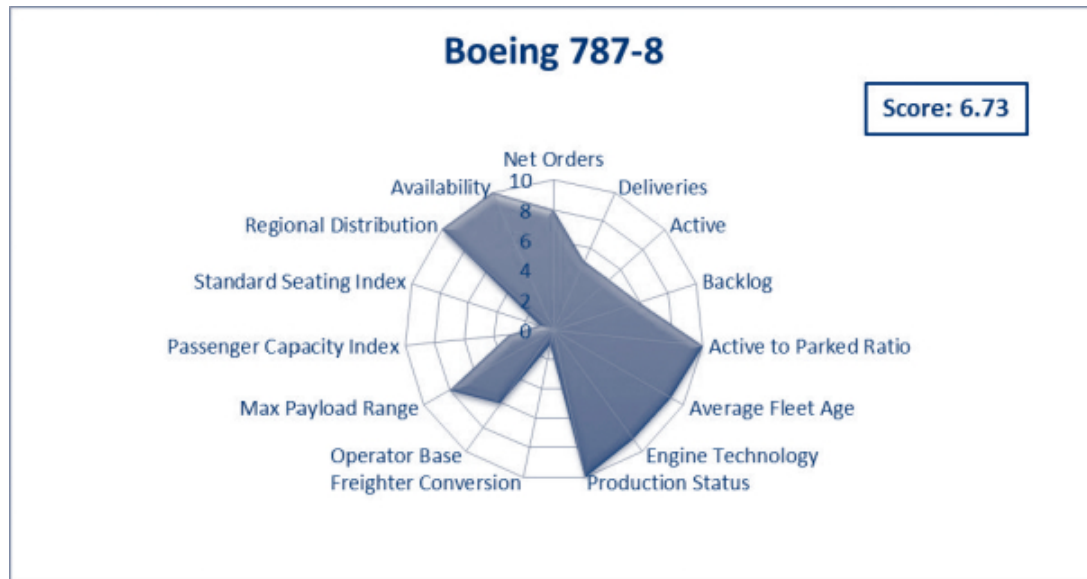 Boeing 787-8
Score: 6.73
Net Orders
Availability
10
Deliveries
8
Regional Distribution
Active
6
4
Standard Seating Index
Backlog
2
0
Passenger Capacity Index
Active to Parked Ratio
Max Payload Range
Average Fleet Age
Operator Base
Engine Technology
Freighter Conversion
Production Status